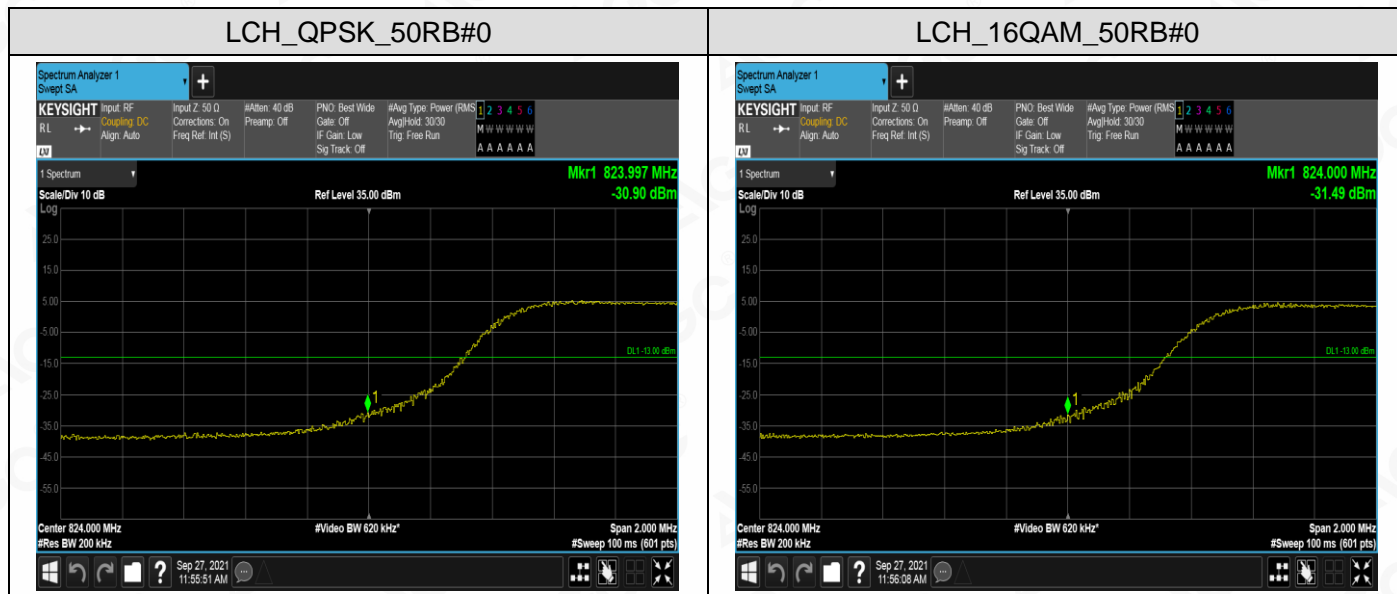 LCH_QPSK_50RB#0
Spectrum Analyzer 1
Swept SA
+
KEYSIGHT
RL
LXI
Input: RF
Coupling: DC
Align: Auto
Input Z: 50 Ω
Corrections: On
Freq Ref: Int (S)
#Atten: 40 dB
Preamp: Off
PNO: Best Wide
Gate: Off
IF Gain: Low
Sig Track: Off
#Avg Type: Power (RMS
Avg|Hold: 30/30
Trig: Free Run
1 2 3 4 5 6
M W W W W W
A A A A A A
1 Spectrum
Mkr1 823.997 MHz
Scale/Div 10 dB
Ref Level 35.00 dBm
-30.90 dBm
Log
25.0
15.0
5.00
-5.00
DL1 -13.00 dBm
-15.0
-25.0
1
-35.0
-45.0
-55.0
Center 824.000 MHz
#Video BW 620 kHz*
Span 2.000 MHz
#Res BW 200 kHz
#Sweep 100 ms (601 pts)
?
Sep 27, 2021
11:55:51 AM
LCH_16QAM_50RB#0
Spectrum Analyzer 1
Swept SA
+
KEYSIGHT
RL
LXI
Input: RF
Coupling: DC
Align: Auto
Input Z: 50 Ω
Corrections: On
Freq Ref: Int (S)
#Atten: 40 dB
Preamp: Off
PNO: Best Wide
Gate: Off
IF Gain: Low
Sig Track: Off
#Avg Type: Power (RMS
Avg|Hold: 30/30
Trig: Free Run
1 2 3 4 5 6
M W W W W W
A A A A A A
1 Spectrum
Mkr1 824.000 MHz
Scale/Div 10 dB
Ref Level 35.00 dBm
-31.49 dBm
Log
25.0
15.0
5.00
-5.00
DL1 -13.00 dBm
-15.0
-25.0
1
-35.0
-45.0
-55.0
Center 824.000 MHz
#Video BW 620 kHz*
Span 2.000 MHz
#Res BW 200 kHz
#Sweep 100 ms (601 pts)
?
Sep 27, 2021
11:56:08 AM